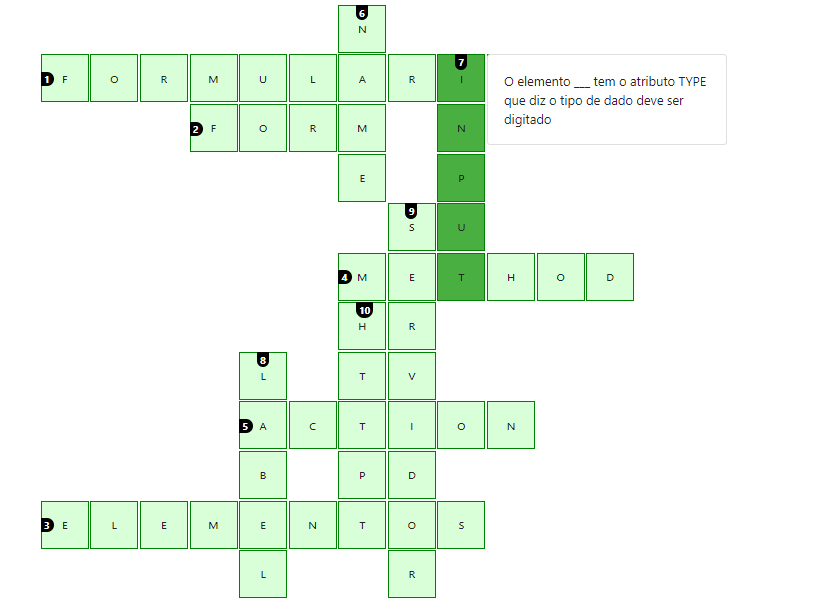 6 N
1 F O R M U L A R 7 I
O elemento ___ tem o atributo TYPE
que diz o tipo de dado deve ser
digitado
2 F O R M N
E P
9 S U
4 M E T H O D
10 H R
8 L T V
5 A C T I O N
B P D
3 E L E M E N T O S
L R